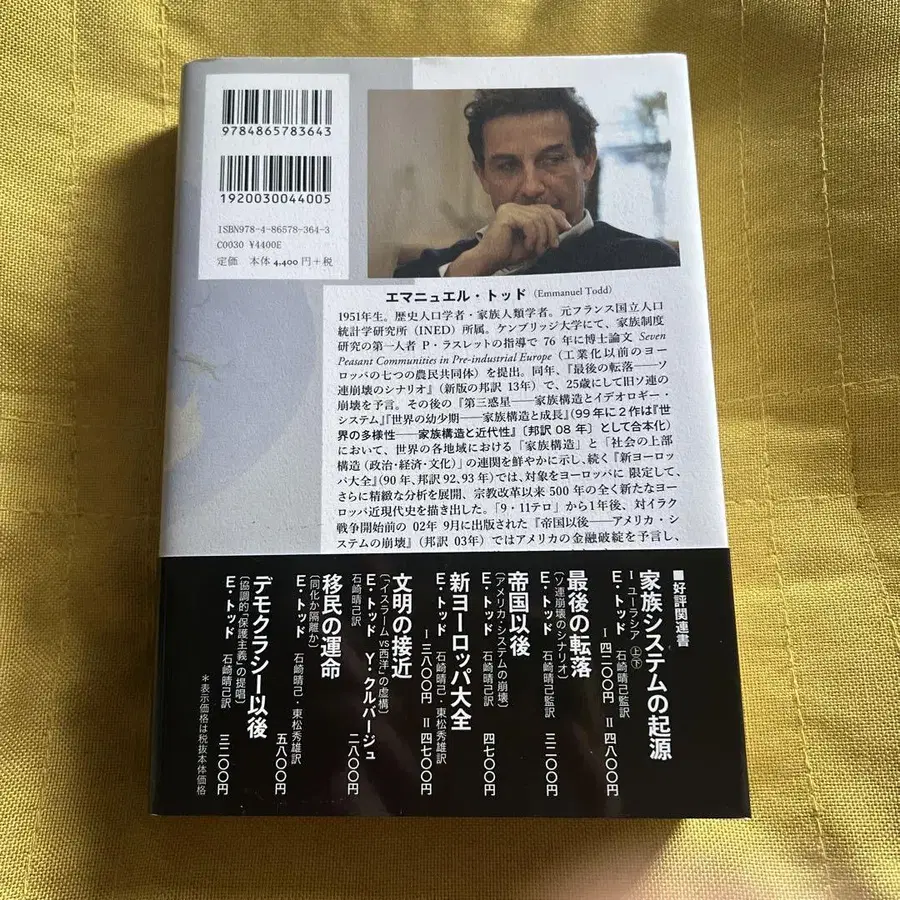 9784865783643
1920030044005
ISBN978-4-86578-364-3
C0030 ¥4400E
定価 本体 4,400円+税
エマニュエル・トッド (Emmanuel Todd)
1951年生。歴史人口学者・家族人類学者。元フランス国立人口
統計学研究所(INED)所属。ケンブリッジ大学にて、家族制度
研究の第一人者 P・ラスレットの指導で 76 年に博士論文 Seven
Peasant Communities in Pre-industrial Europe(工業化以前のヨー
ロッパの七つの農民共同体)を提出。同年、『最後の転落――ソ
連崩壊のシナリオ』(新版の邦訳 13年)で、25歳にして旧ソ連の
崩壊を予言。その後の『第三惑星――家族構造とイデオロギー・
システム』『世界の幼少期――家族構造と成長』(99年に2作は『世
界の多様性――家族構造と近代性』〔邦訳 08 年〕として合本化)
において、世界の各地域における「家族構造」と「社会の上部
構造(政治・経済・文化)」の連関を鮮やかに示し、続く『新ヨーロッ
パ大全』(90年、邦訳92、93年)では、対象をヨーロッパに 限定して、
さらに精緻な分析を展開、宗教改革以来 500 年の全く新たなヨー
ロッパ近現代史を描き出した。「9・11テロ」から1年後、対イラク
戦争開始前の 02年 9月に出版された『帝国以後――アメリカ・シ
ステムの崩壊』(邦訳 03年)ではアメリカの金融破綻を予言し、
■好評関連書
家族システムの起源
I ユーラシア 上・下
E・トッド 石崎晴己監訳
I 四二〇〇円 II 四八〇〇円
最後の転落
〔ソ連崩壊のシナリオ〕
E・トッド 石崎晴己監訳 三二〇〇円
帝国以後
〔アメリカ・システムの崩壊〕
E・トッド 石崎晴己訳 四七〇〇円
新ヨーロッパ大全
E・トッド 石崎晴己・東松秀雄訳
I 三八〇〇円 II 四七〇〇円
文明の接近
〔「イスラームvs西洋」の虚構〕
E・トッド Y・クルバージュ
石崎晴己訳 二八〇〇円
移民の運命
〔同化か隔離か〕
E・トッド 石崎晴己・東松秀雄訳
五八〇〇円
デモクラシー以後
〔協調的「保護主義」の提唱〕
E・トッド 石崎晴己訳 三二〇〇円
*表示価格は税抜本体価格